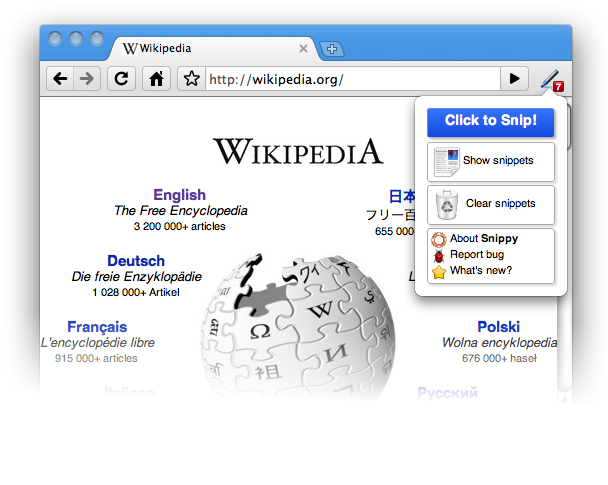 Wikipedia
http://wikipedia.org/
7
Click to Snip!
Show snippets
Clear snippets
About Snippy
Report bug
What's new?
WIKIPEDIA
English
The Free Encyclopedia
3 200 000+ articles
日本
フリー百
655 000
Deutsch
Die freie Enzyklopädie
1 028 000+ Artikel
Français
L'encyclopédie libre
915 000+ articles
Polski
Wolna encyklopedia
676 000+ haseł
Italiano
Русский
W
Ω
И
祖